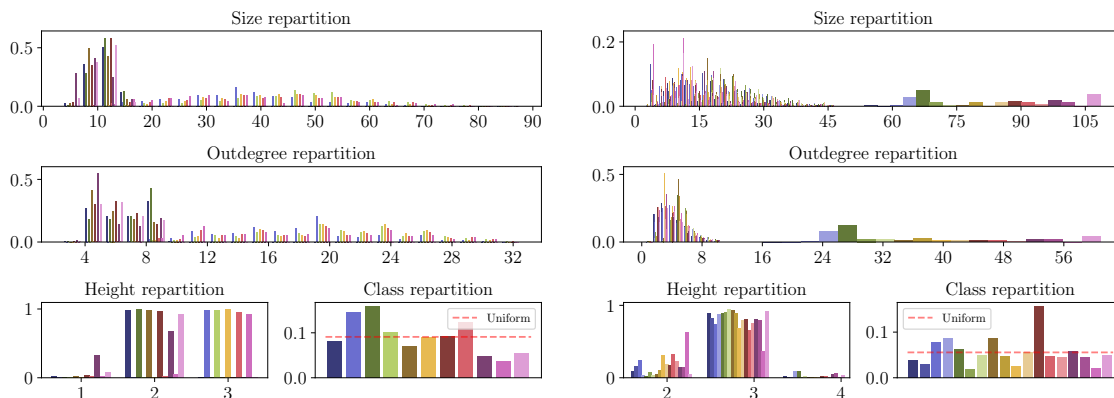 Size repartition
0.5
0.0
0 10 20 30 40 50 60 70 80 90
Outdegree repartition
0.5
0.0
4 8 12 16 20 24 28 32
Height repartition
1
0
1 2 3
Class repartition
Uniform
0.1
0.0
Size repartition
0.2
0.0
0 15 30 45 60 75 90 105
Outdegree repartition
0.5
0.0
0 8 16 24 32 40 48 56
Height repartition
1
0
2 3 4
Class repartition
Uniform
0.1
0.0